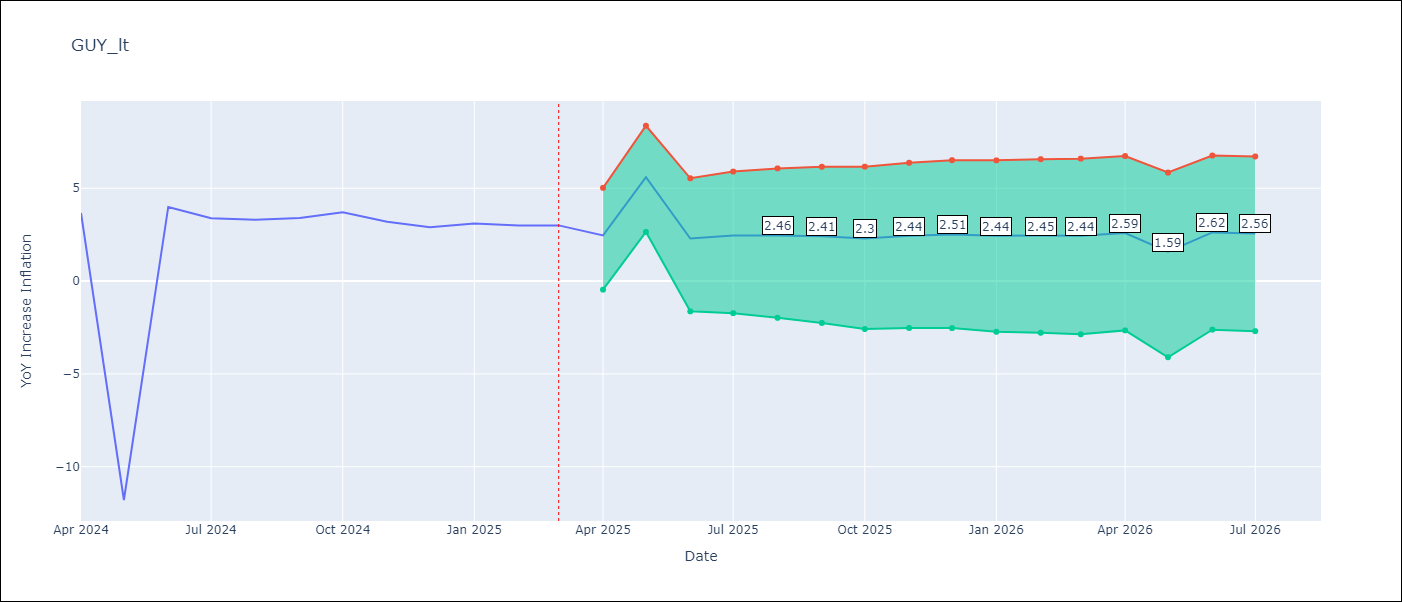 GUY_lt
YoY Increase Inflation
5
0
−5
−10
2.46
2.41
2.3
2.44
2.51
2.44
2.45
2.44
2.59
1.59
2.62
2.56
Apr 2024
Jul 2024
Oct 2024
Jan 2025
Apr 2025
Jul 2025
Oct 2025
Jan 2026
Apr 2026
Jul 2026
Date